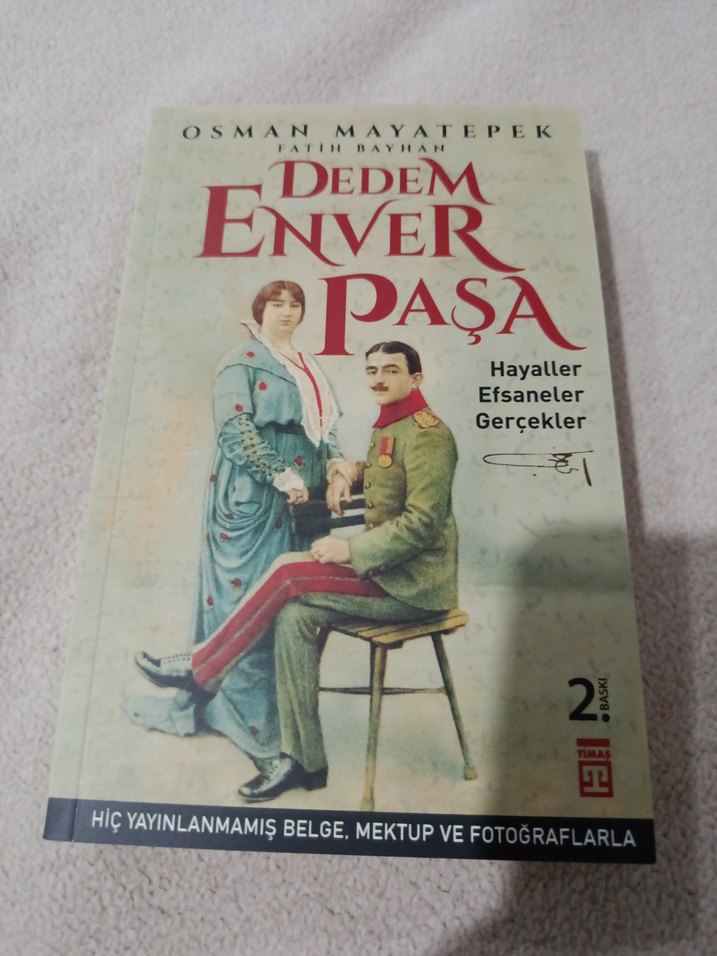 OSMAN MAYATEPEK
FATİH BAYHAN
DEDEM
ENVER
PAŞA
Hayaller
Efsaneler
Gerçekler
2. BASKI
TİMAŞ
HİÇ YAYINLANMAMIŞ BELGE, MEKTUP VE FOTOĞRAFLARLA